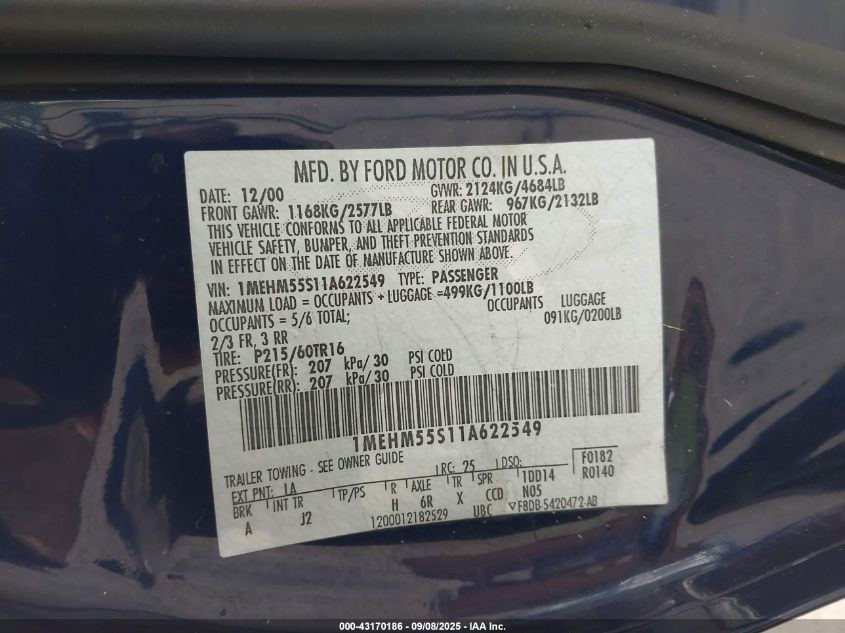 MFD. BY FORD MOTOR CO. IN U.S.A.
DATE: 12/00 GVWR: 2124KG/4684LB
FRONT GAWR: 1168KG/2577LB REAR GAWR: 967KG/2132LB
THIS VEHICLE CONFORMS TO ALL APPLICABLE FEDERAL MOTOR
VEHICLE SAFETY, BUMPER, AND THEFT PREVENTION STANDARDS
IN EFFECT ON THE DATE OF MANUFACTURE SHOWN ABOVE.
VIN: 1MEHM55S11A622549 TYPE: PASSENGER
MAXIMUM LOAD = OCCUPANTS + LUGGAGE =499KG/1100LB
OCCUPANTS = 5/6 TOTAL; OCCUPANTS LUGGAGE
2/3 FR, 3 RR 091KG/0200LB
TIRE: P215/60TR16
PRESSURE(FR): 207 kPa/30 PSI COLD
PRESSURE(RR): 207 kPa/30 PSI COLD
1MEHM55S11A622549
TRAILER TOWING - SEE OWNER GUIDE
EXT PNT: 1A RC: 25 DSO: F0182
BRK INT TR TP/PS R AXLE TR SPR 1DD14 R0140
A J2 H 6R X CCD N05
1200012182529 UBC ▽F8DB-5420472-AB
000-43170186 - 09/08/2025 - IAA Inc.